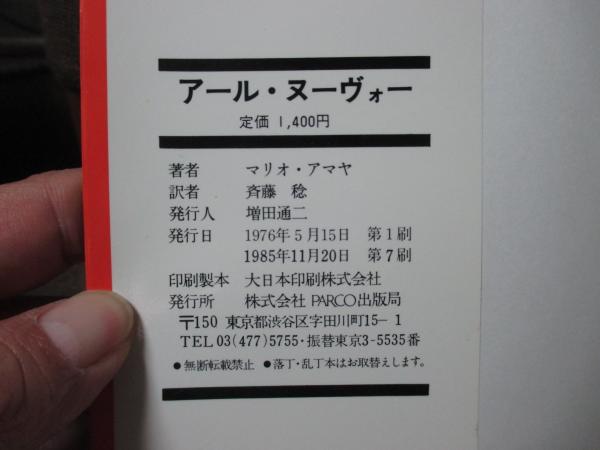 アール・ヌーヴォー
定価 1,400円
著者 マリオ・アマヤ
訳者 斉藤 稔
発行人 増田通二
発行日 1976年5月15日 第1刷
1985年11月20日 第7刷
印刷製本 大日本印刷株式会社
発行所 株式会社 PARCO出版局
〒150 東京都渋谷区宇田川町15-1
TEL 03(477)5755・振替東京3-5535番
●無断転載禁止 ●落丁・乱丁本はお取替えします。